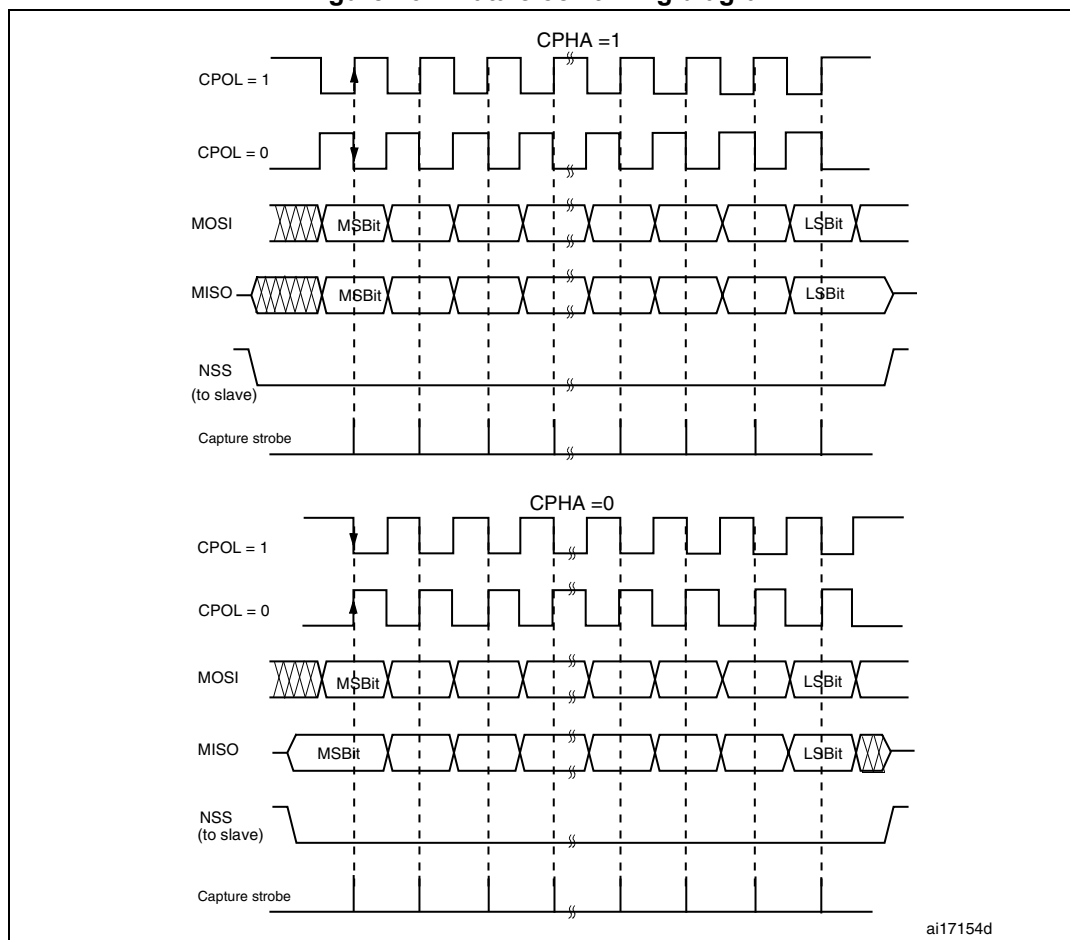 CPHA =1
CPOL = 1
CPOL = 0
MOSI
MSBit
LSBit
MISO
MSBit
LSBit
NSS
(to slave)
Capture strobe
CPHA =0
CPOL = 1
CPOL = 0
MOSI
MSBit
LSBit
MISO
MSBit
LSBit
NSS
(to slave)
Capture strobe
ai17154d